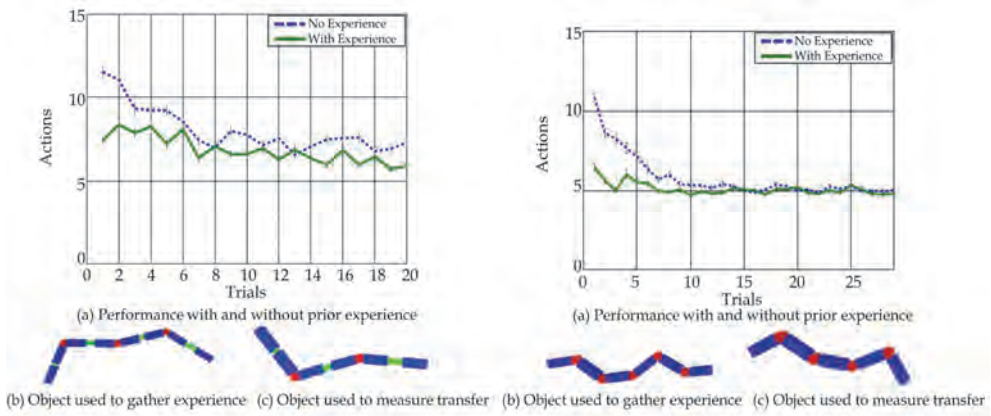 15
10
5
0
Actions
No Experience
With Experience
0 2 4 6 8 10 12 14 16 18 20
Trials
(a) Performance with and without prior experience
(b) Object used to gather experience
(c) Object used to measure transfer
15
10
5
0
Actions
No Experience
With Experience
0 5 10 15 20 25
Trials
(a) Performance with and without prior experience
(b) Object used to gather experience
(c) Object used to measure transfer